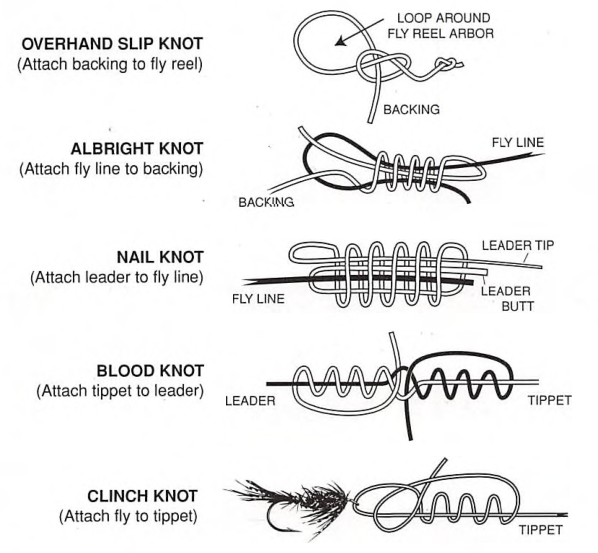 OVERHAND SLIP KNOT
(Attach backing to fly reel)
LOOP AROUND
FLY REEL ARBOR
BACKING
ALBRIGHT KNOT
(Attach fly line to backing)
FLY LINE
BACKING
NAIL KNOT
(Attach leader to fly line)
LEADER TIP
FLY LINE
LEADER
BUTT
BLOOD KNOT
(Attach tippet to leader)
LEADER
TIPPET
CLINCH KNOT
(Attach fly to tippet)
TIPPET